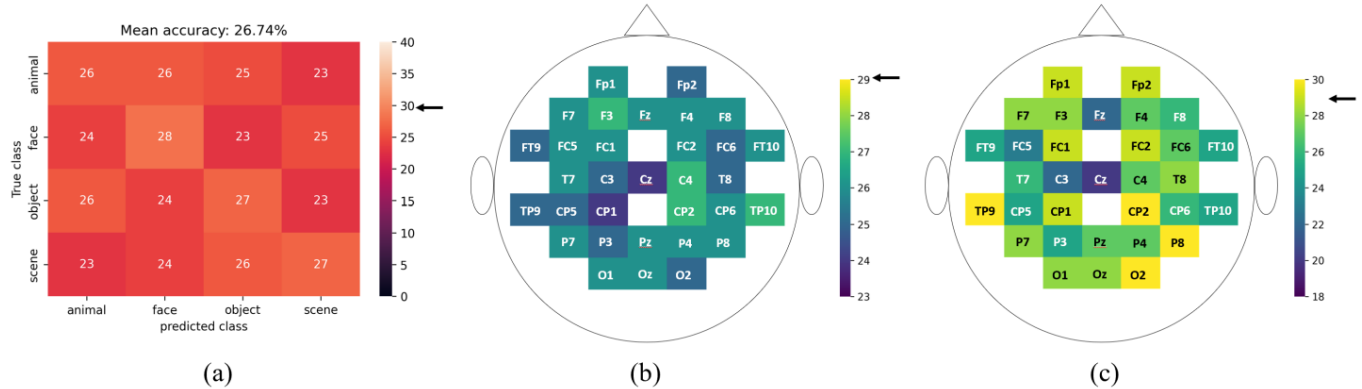 Mean accuracy: 26.74%
True class
animal
face
object
scene
26 26 25 23
24 28 23 25
26 24 27 23
23 24 26 27
animal face object scene
predicted class
40
35
30
25
20
15
10
5
0
(a)
Fp1 Fp2
F7 F3 Fz F4 F8
FT9 FC5 FC1 FC2 FC6 FT10
T7 C3 Cz C4 T8
TP9 CP5 CP1 CP2 CP6 TP10
P7 P3 Pz P4 P8
O1 Oz O2
29
28
27
26
25
24
23
(b)
Fp1 Fp2
F7 F3 Fz F4 F8
FT9 FC5 FC1 FC2 FC6 FT10
T7 C3 Cz C4 T8
TP9 CP5 CP1 CP2 CP6 TP10
P7 P3 Pz P4 P8
O1 Oz O2
30
28
26
24
22
20
18
(c)